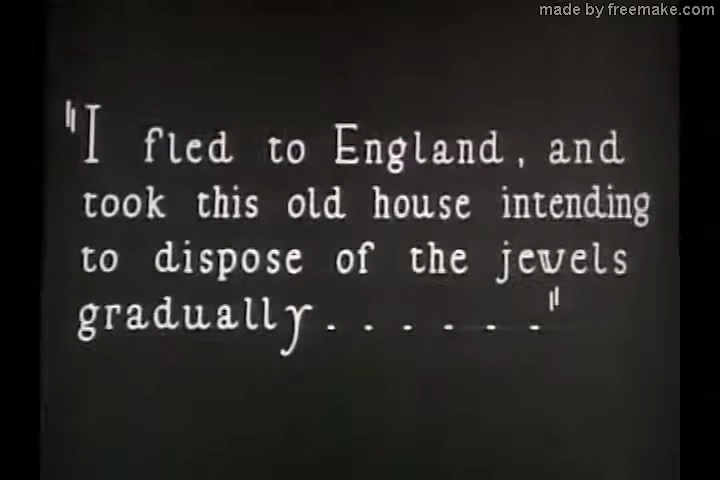 made by freemake.com
"I fled to England, and
took this old house intending
to dispose of the jewels
gradually......"